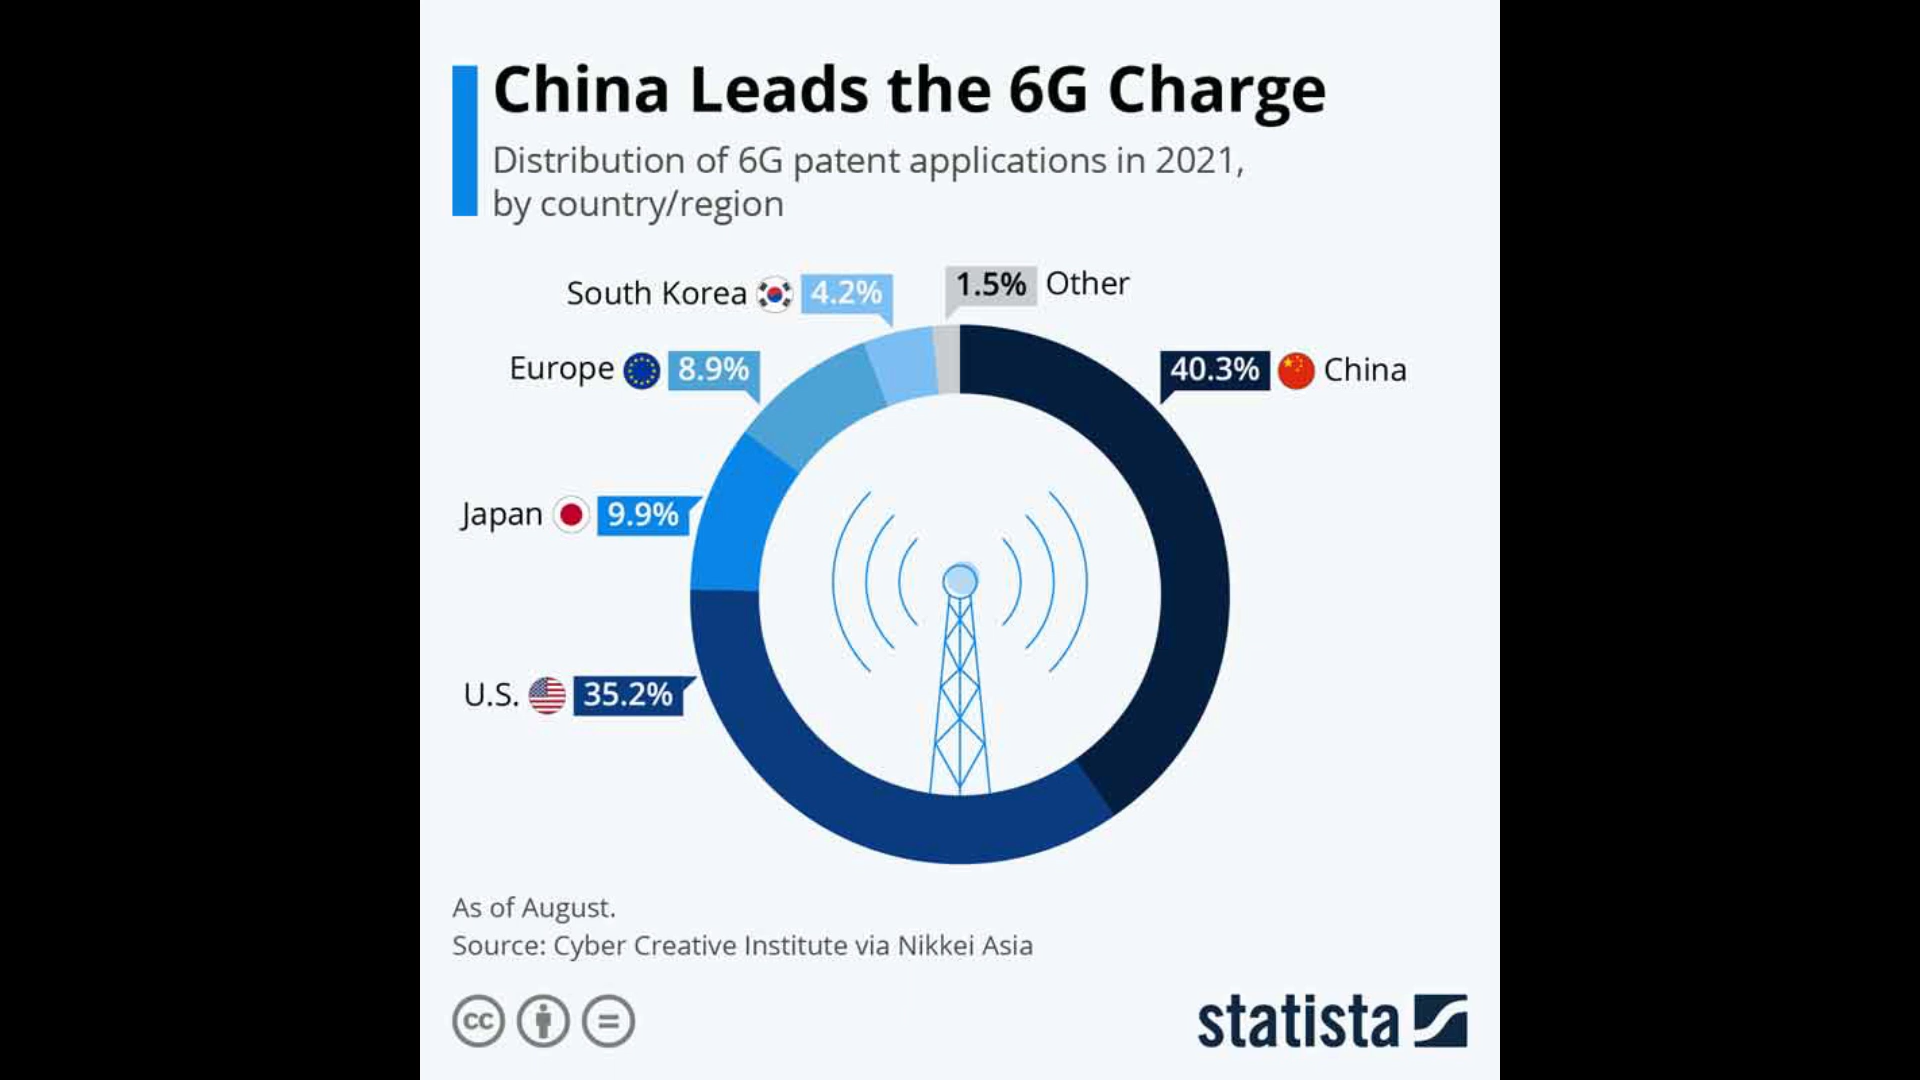 China Leads the 6G Charge
Distribution of 6G patent applications in 2021,
by country/region
South Korea 4.2%
1.5% Other
Europe 8.9%
40.3% China
Japan 9.9%
U.S. 35.2%
As of August.
Source: Cyber Creative Institute via Nikkei Asia
cc
statista